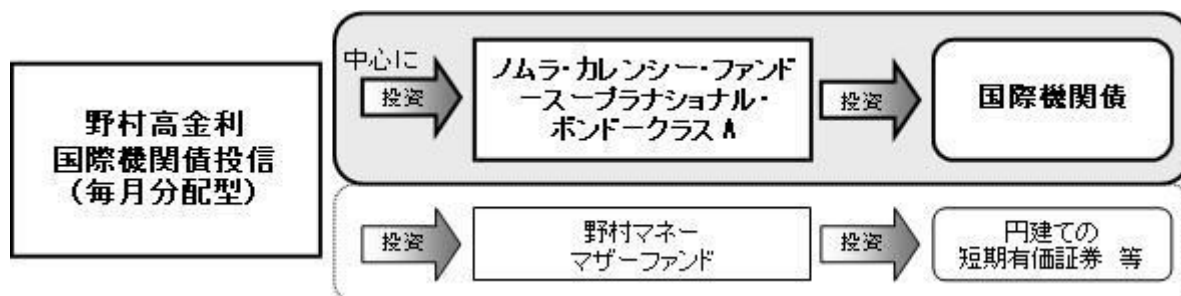 野村高金利
国際機関債投信
(毎月分配型)
中心に
投資
ノムラ・カレンシー・ファンド
ースープラナショナル・
ボンドークラス A
投資
国際機関債
投資
野村マネー
マザーファンド
投資
円建ての
短期有価証券 等